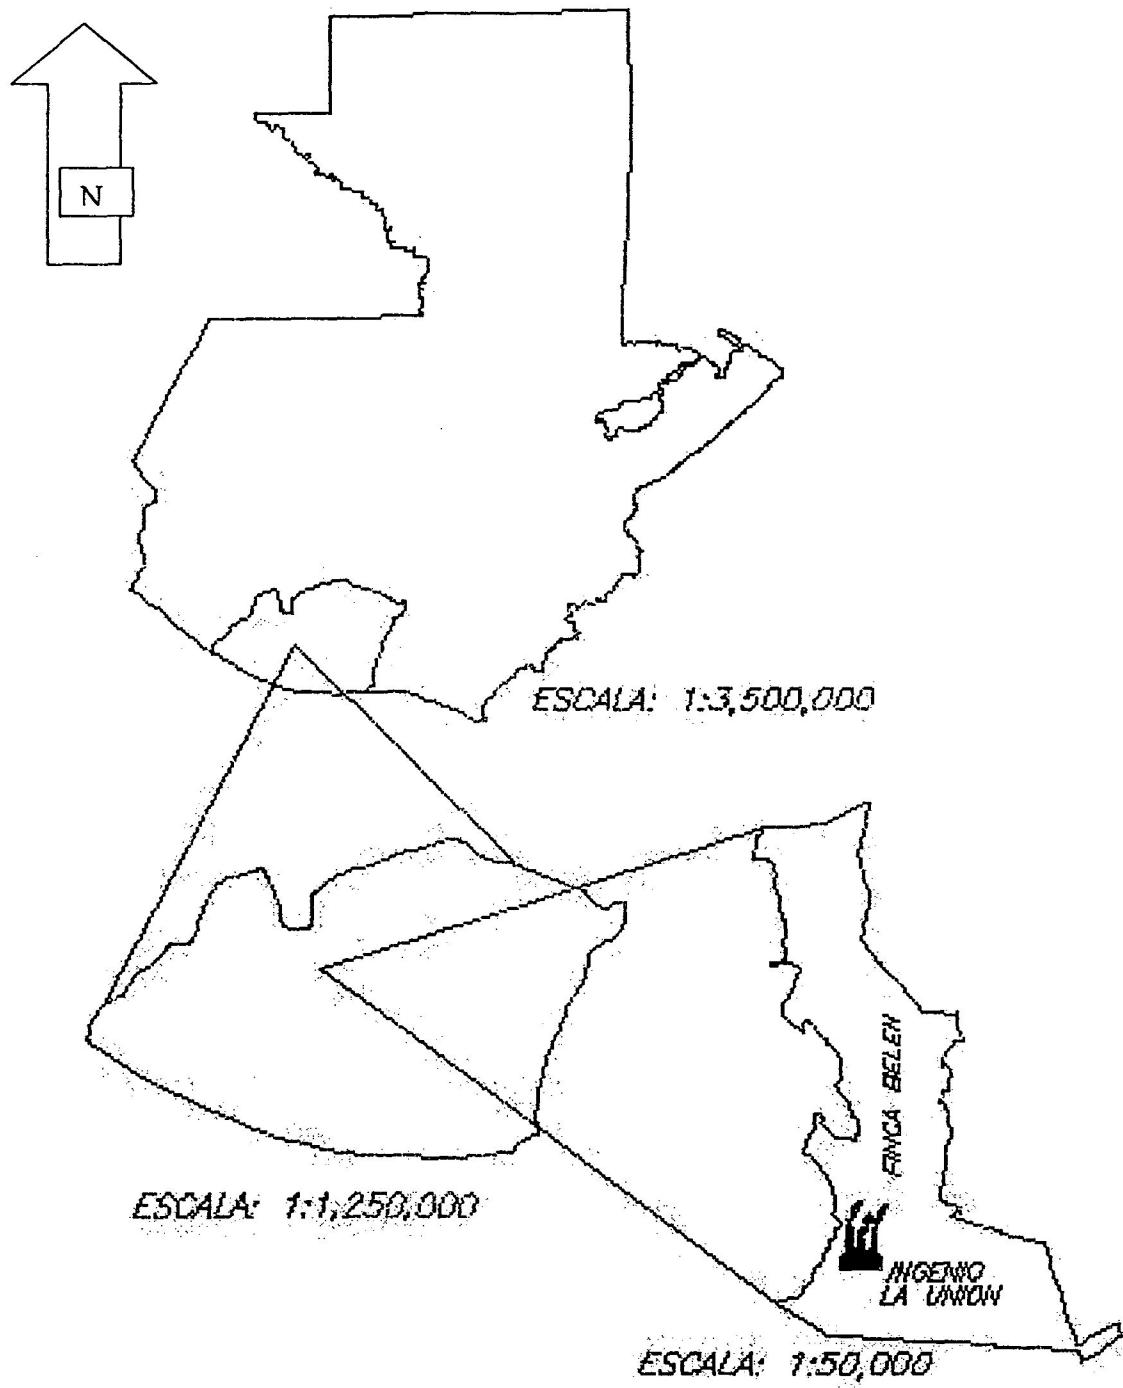 N
ESCALA: 1:3,500,000
ESCALA: 1:1,250,000
FINCA BELEN
INGENIO
LA UNION
ESCALA: 1:50,000